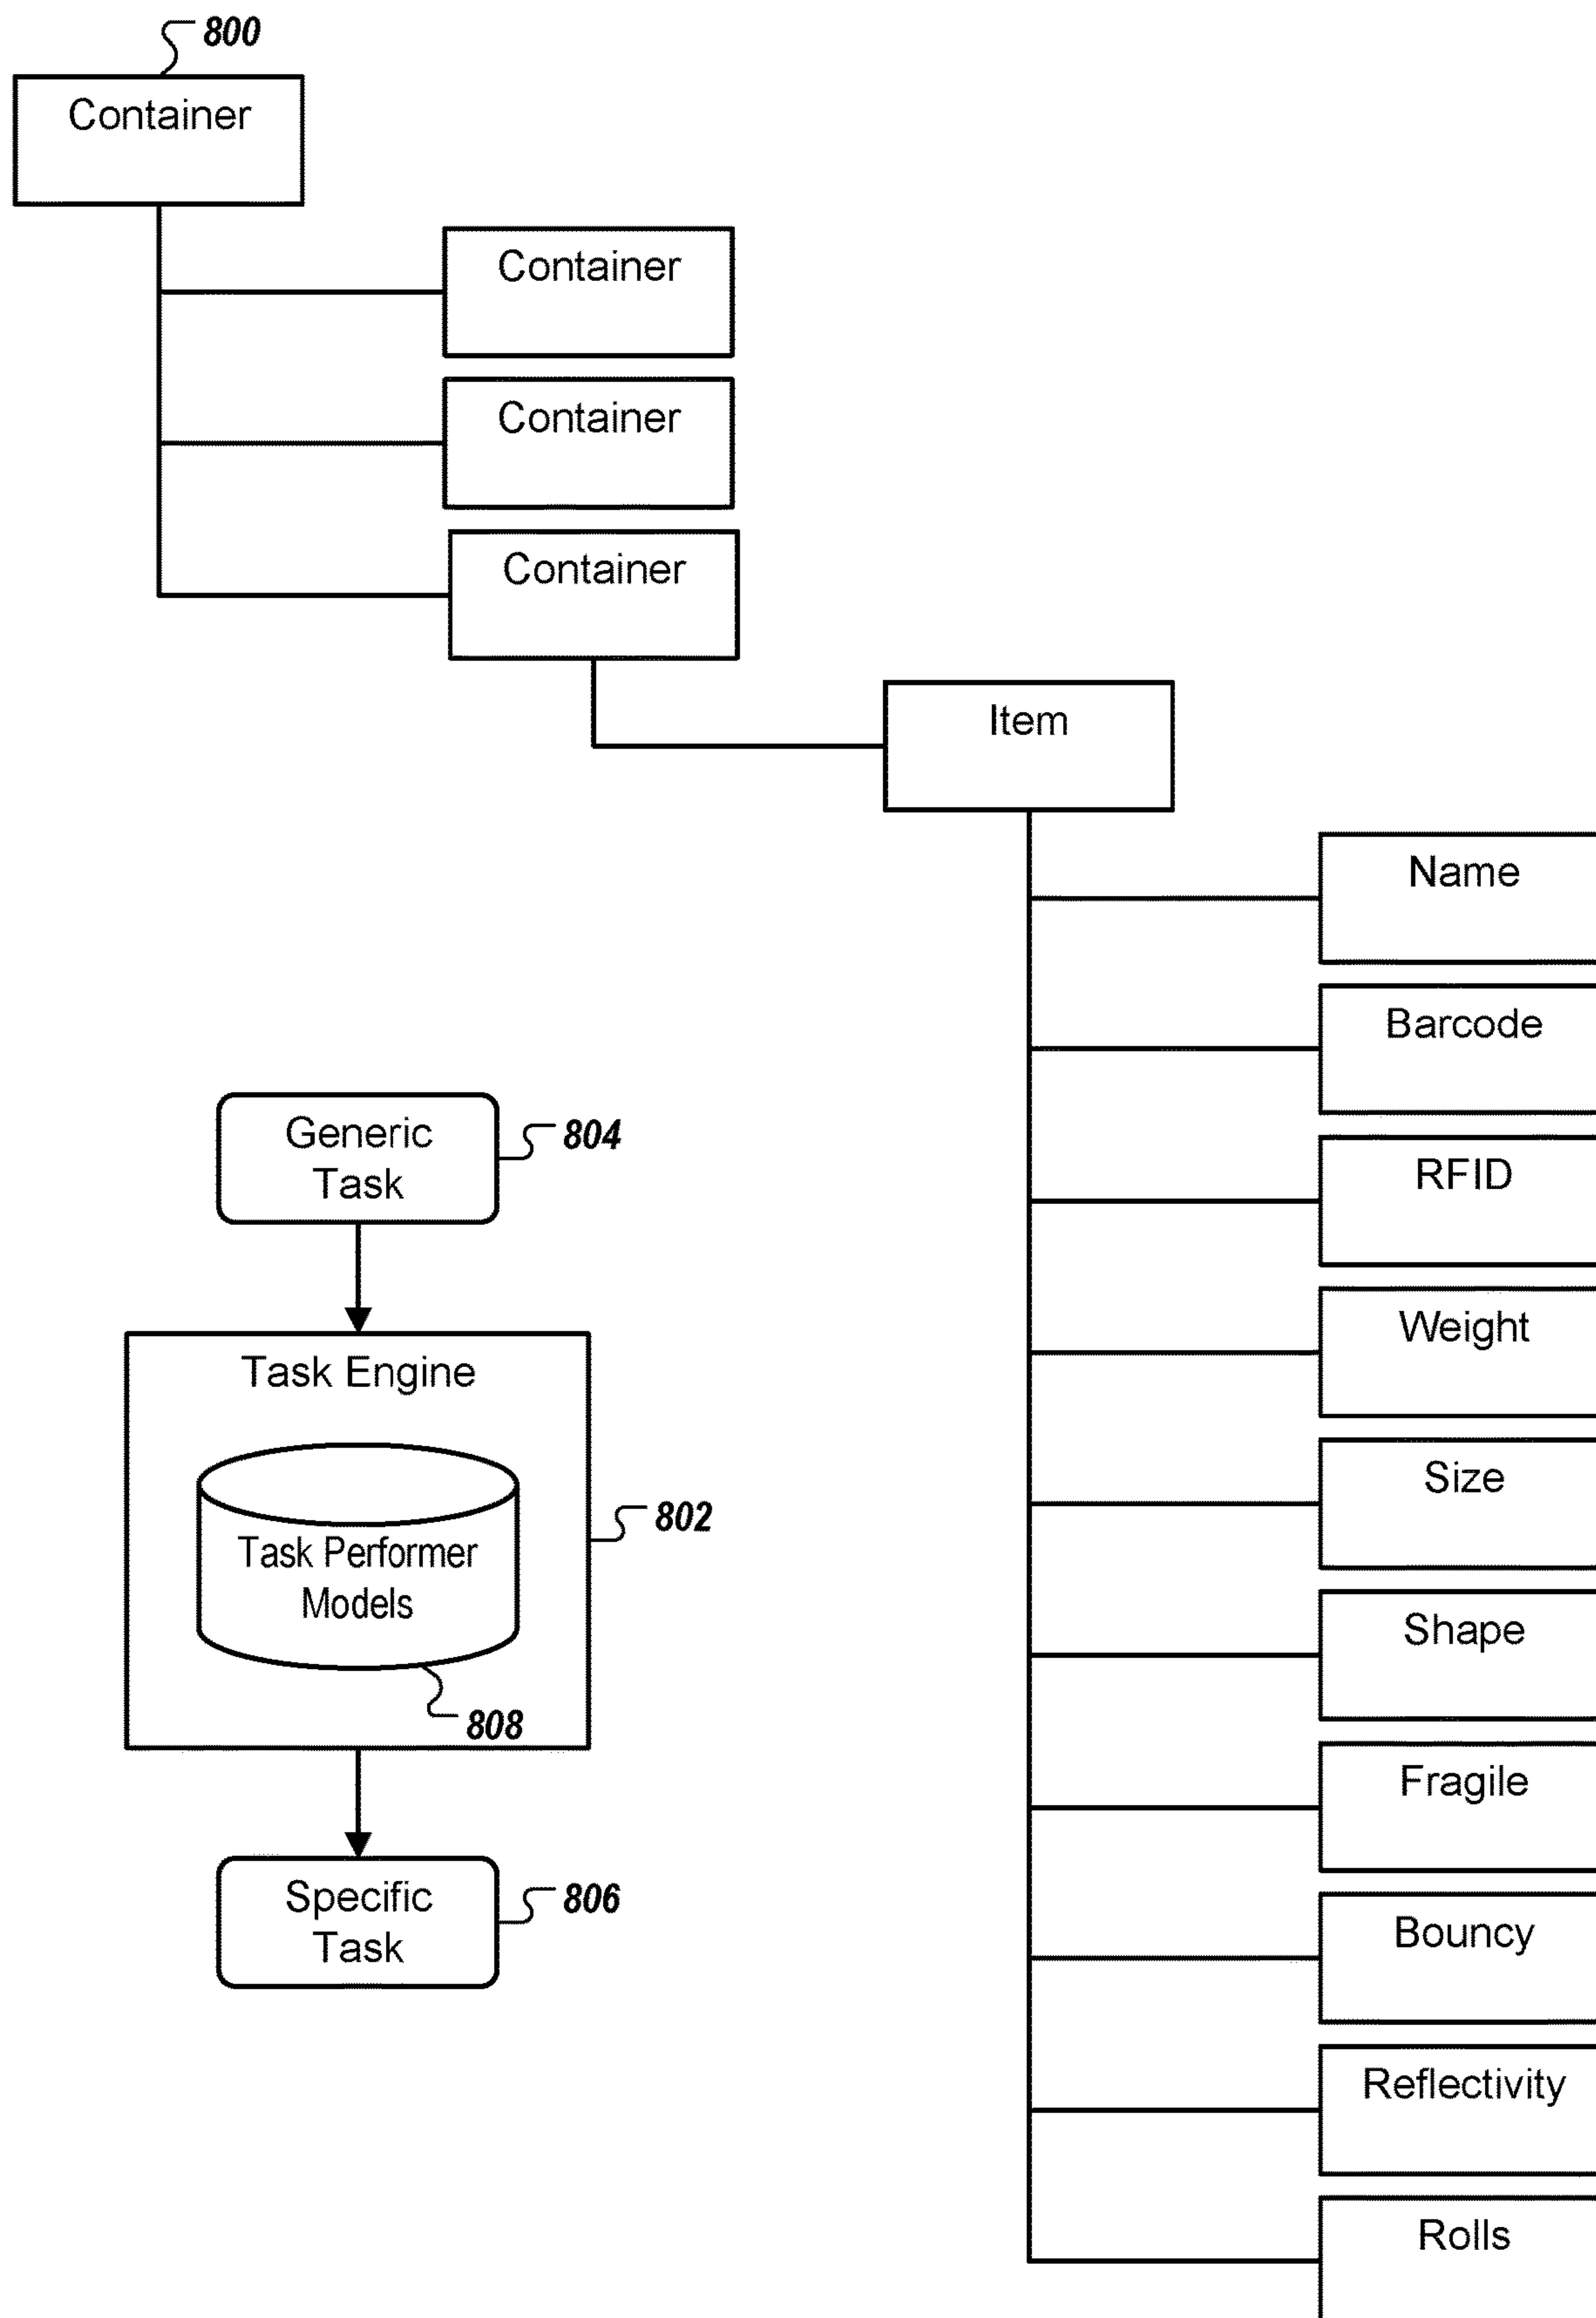 800
Container
Container
Container
Container
Item
Name
Barcode
RFID
Weight
Size
Shape
Fragile
Bouncy
Reflectivity
Rolls
Generic
Task
804
Task Engine
Task Performer
Models
802
808
Specific
Task
806